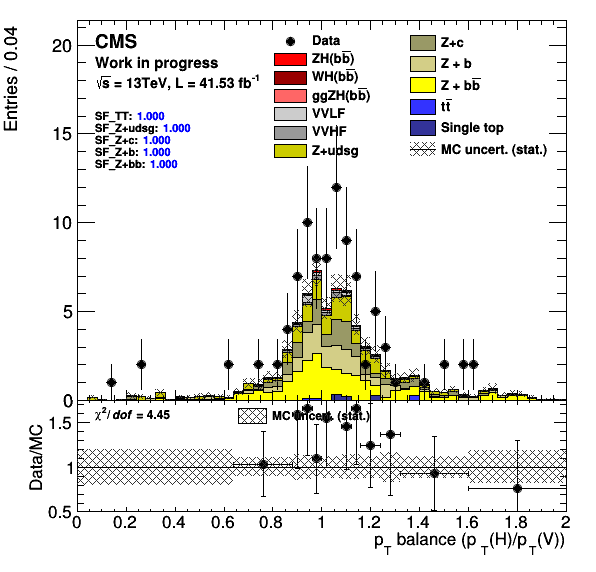 CMS
Work in progress
√s = 13TeV, L = 41.53 fb⁻¹
SF_TT: 1.000
SF_Z+udsg: 1.000
SF_Z+c: 1.000
SF_Z+b: 1.000
SF_Z+bb: 1.000
Data
ZH(bb̅)
WH(bb̅)
ggZH(bb̅)
VVLF
VVHF
Z+udsg
Z+c
Z + b
Z + bb̅
tt̅
Single top
MC uncert. (stat.)
Entries / 0.04
20
15
10
5
0
χ²/dof = 4.45
MC uncert. (stat.)
Data/MC
1.5
1
0.5
0 0.2 0.4 0.6 0.8 1 1.2 1.4 1.6 1.8 2
p_T balance (p_T(H)/p_T(V))